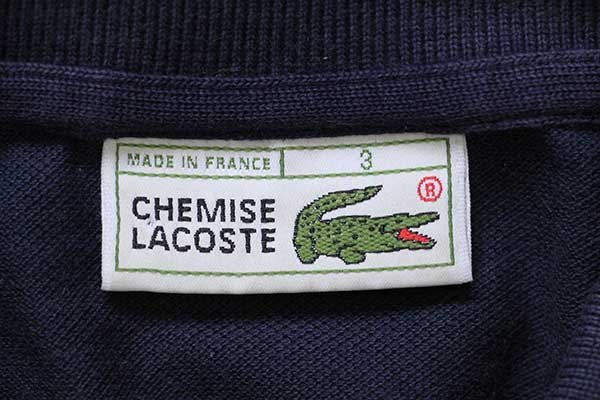 MADE IN FRANCE 3
CHEMISE
LACOSTE
®